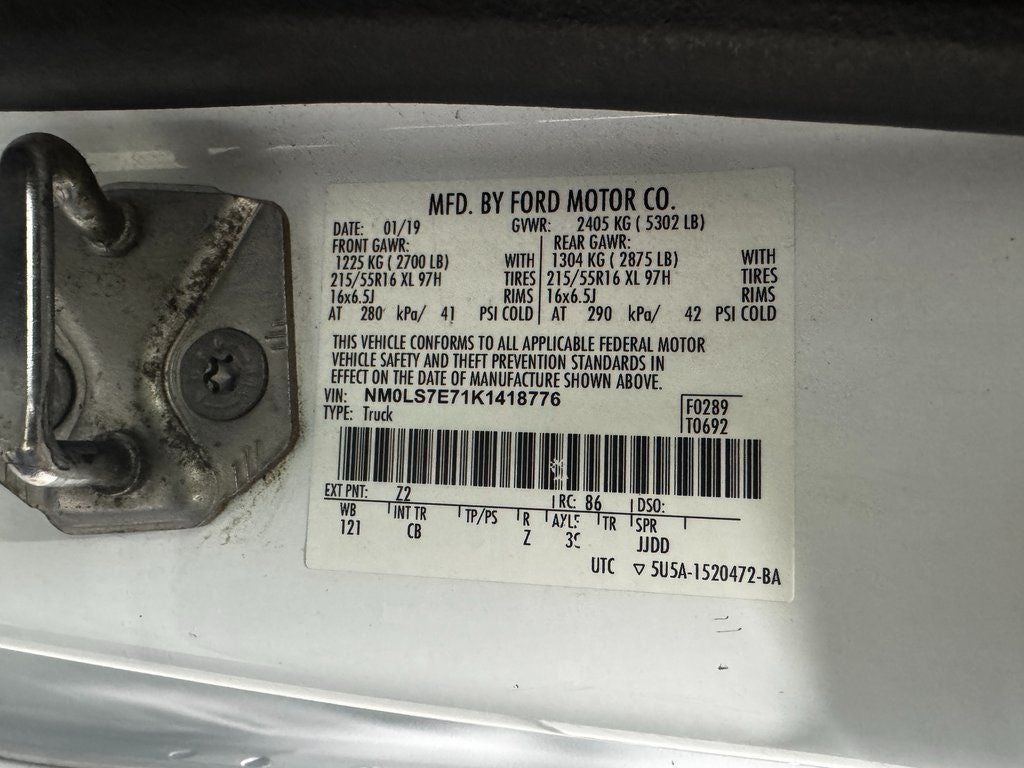 MFD. BY FORD MOTOR CO.
DATE: 01/19 GVWR: 2405 KG ( 5302 LB)
FRONT GAWR: REAR GAWR:
1225 KG ( 2700 LB) WITH 1304 KG ( 2875 LB) WITH
215/55R16 XL 97H TIRES 215/55R16 XL 97H TIRES
16x6.5J RIMS 16x6.5J RIMS
AT 280 kPa/ 41 PSI COLD AT 290 kPa/ 42 PSI COLD
THIS VEHICLE CONFORMS TO ALL APPLICABLE FEDERAL MOTOR
VEHICLE SAFETY AND THEFT PREVENTION STANDARDS IN
EFFECT ON THE DATE OF MANUFACTURE SHOWN ABOVE.
VIN: NM0LS7E71K1418776
TYPE: Truck
F0289
T0692
EXT PNT: Z2 RC: 86 DSO:
WB INT TR TP/PS R TR SPR
121 CB Z JJDD
UTC ▽ 5U5A-1520472-BA